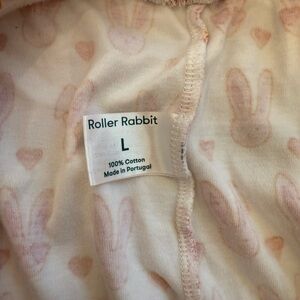 Roller Rabbit
L
100% Cotton
Made in Portugal